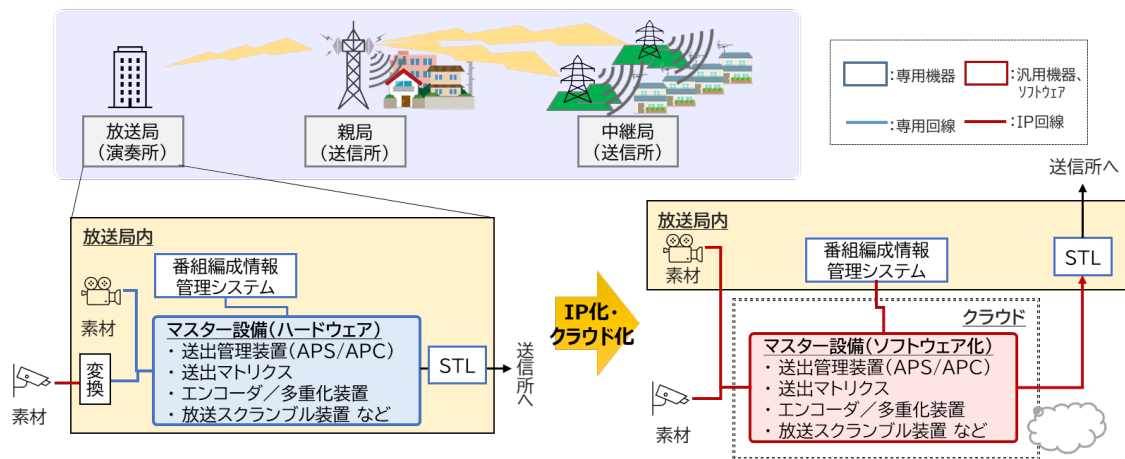 放送局
（演奏所）
親局
（送信所）
中継局
（送信所）
：専用機器
：汎用機器、
ソフトウェア
：専用回線
：IP回線
放送局内
素材
番組編成情報
管理システム
マスター設備（ハードウェア）
・送出管理装置（APS/APC）
・送出マトリクス
・エンコーダ／多重化装置
・放送スクランブル装置 など
変換
素材
STL
送信所へ
IP化・
クラウド化
送信所へ
放送局内
素材
番組編成情報
管理システム
STL
クラウド
マスター設備（ソフトウェア化）
・送出管理装置（APS/APC）
・送出マトリクス
・エンコーダ／多重化装置
・放送スクランブル装置 など
素材